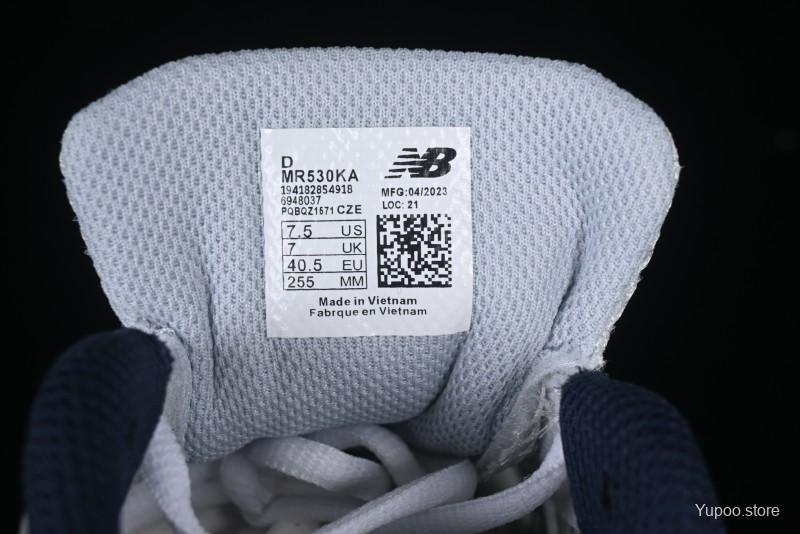 D
MR530KA
194182854918
6948037
PQBQZ1571 CZE
NB
MFG:04/2023
LOC: 21
7.5 US
7 UK
40.5 EU
255 MM
Made in Vietnam
Fabrque en Vietnam
Yupoo.store